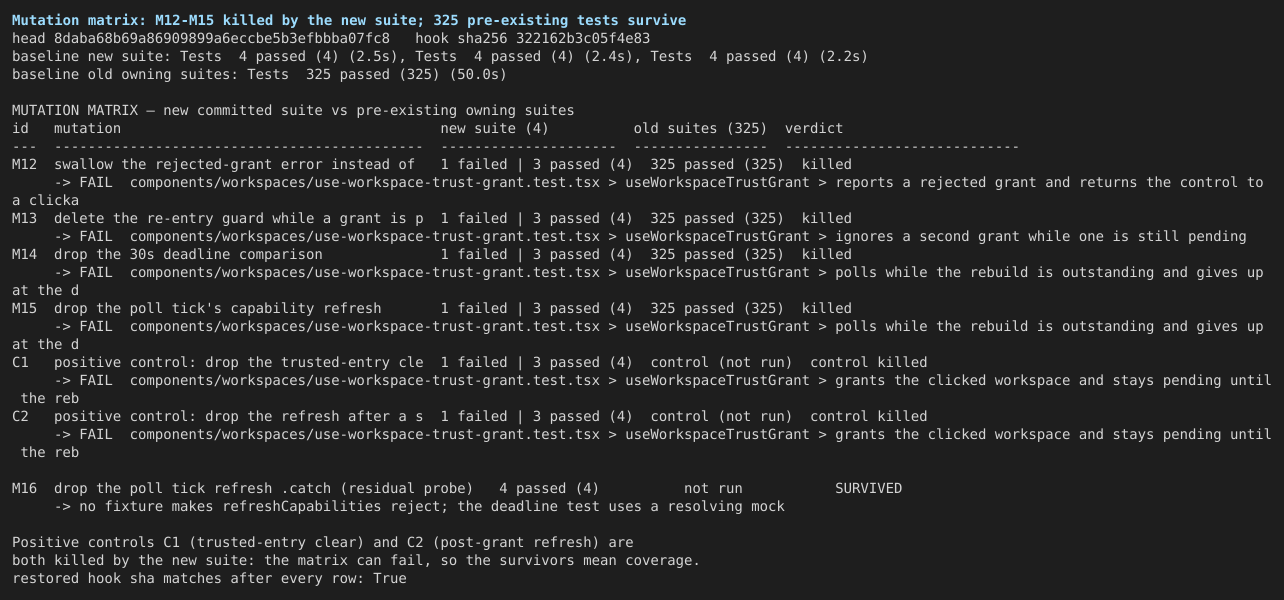 Mutation matrix: M12-M15 killed by the new suite; 325 pre-existing tests survive
head 8daba68b69a86909899a6eccbe5b3efbbba07fc8   hook sha256 322162b3c05f4e83
baseline new suite: Tests  4 passed (4) (2.5s), Tests  4 passed (4) (2.4s), Tests  4 passed (4) (2.2s)
baseline old owning suites: Tests  325 passed (325) (50.0s)

MUTATION MATRIX — new committed suite vs pre-existing owning suites
id   mutation                                      new suite (4)          old suites (325)  verdict
---  --------------------------------------------  ---------------------  ----------------  ----------------------------
M12  swallow the rejected-grant error instead of   1 failed | 3 passed (4)  325 passed (325)  killed
     -> FAIL  components/workspaces/use-workspace-trust-grant.test.tsx > useWorkspaceTrustGrant > reports a rejected grant and returns the control to
a clicka
M13  delete the re-entry guard while a grant is p  1 failed | 3 passed (4)  325 passed (325)  killed
     -> FAIL  components/workspaces/use-workspace-trust-grant.test.tsx > useWorkspaceTrustGrant > ignores a second grant while one is still pending
M14  drop the 30s deadline comparison              1 failed | 3 passed (4)  325 passed (325)  killed
     -> FAIL  components/workspaces/use-workspace-trust-grant.test.tsx > useWorkspaceTrustGrant > polls while the rebuild is outstanding and gives up
at the d
M15  drop the poll tick's capability refresh       1 failed | 3 passed (4)  325 passed (325)  killed
     -> FAIL  components/workspaces/use-workspace-trust-grant.test.tsx > useWorkspaceTrustGrant > polls while the rebuild is outstanding and gives up
at the d
C1   positive control: drop the trusted-entry cle  1 failed | 3 passed (4)  control (not run)  control killed
     -> FAIL  components/workspaces/use-workspace-trust-grant.test.tsx > useWorkspaceTrustGrant > grants the clicked workspace and stays pending until
 the reb
C2   positive control: drop the refresh after a s  1 failed | 3 passed (4)  control (not run)  control killed
     -> FAIL  components/workspaces/use-workspace-trust-grant.test.tsx > useWorkspaceTrustGrant > grants the clicked workspace and stays pending until
 the reb

M16  drop the poll tick refresh .catch (residual probe)   4 passed (4)          not run           SURVIVED
     -> no fixture makes refreshCapabilities reject; the deadline test uses a resolving mock

Positive controls C1 (trusted-entry clear) and C2 (post-grant refresh) are
both killed by the new suite: the matrix can fail, so the survivors mean coverage.
restored hook sha matches after every row: True